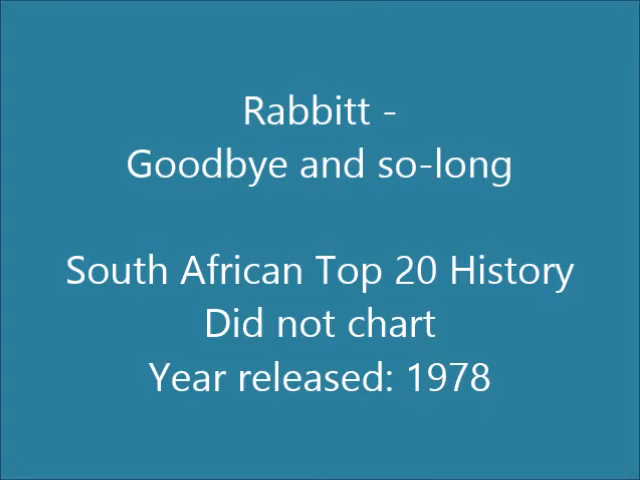 Rabbitt -
Goodbye and so-long
South African Top 20 History
Did not chart
Year released: 1978